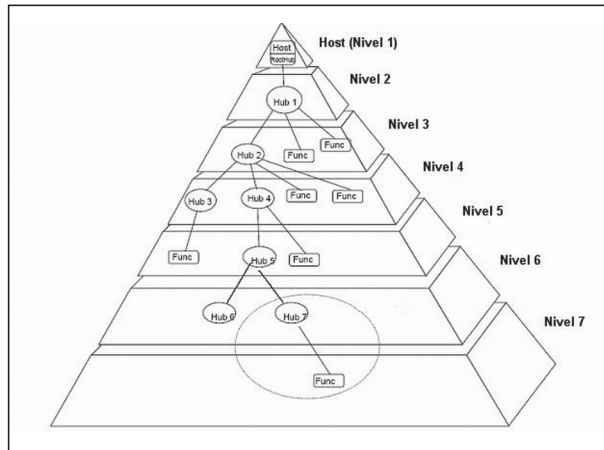 Host (Nivel 1)
Host
RootHub
Nivel 2
Hub 1
Nivel 3
Func
Func
Hub 2
Nivel 4
Func
Func
Hub 3
Hub 4
Nivel 5
Func
Hub 5
Func
Nivel 6
Hub 6
Hub 7
Nivel 7
Func